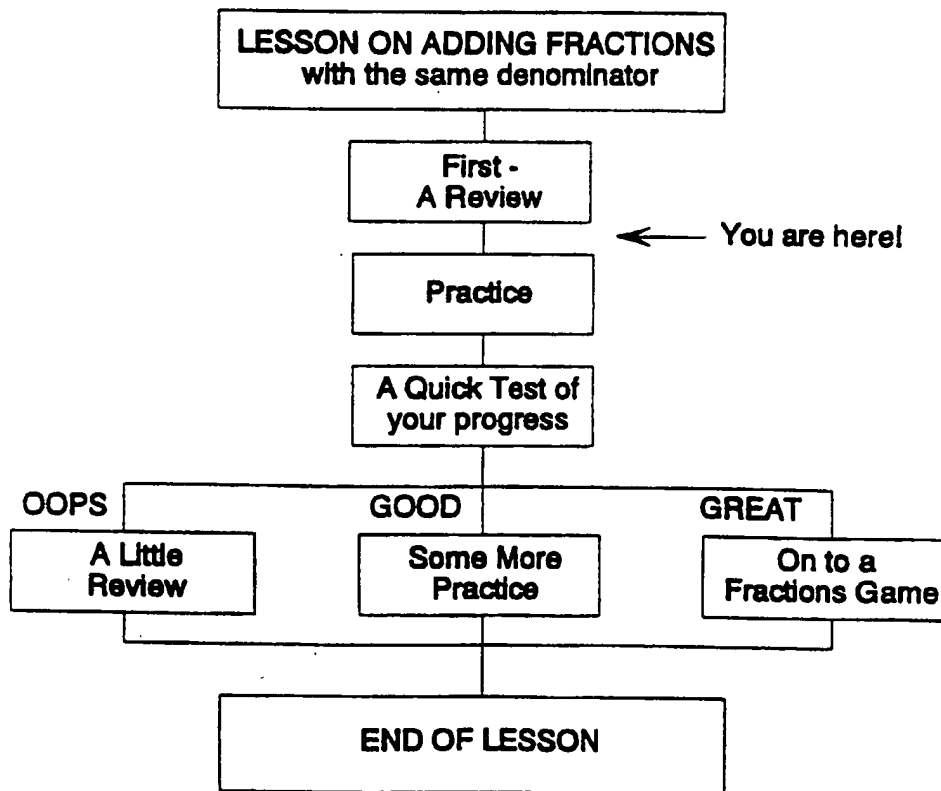 LESSON ON ADDING FRACTIONS
with the same denominator
First -
A Review
You are here!
Practice
A Quick Test of
your progress
OOPS
GOOD
GREAT
A Little
Review
Some More
Practice
On to a
Fractions Game
END OF LESSON